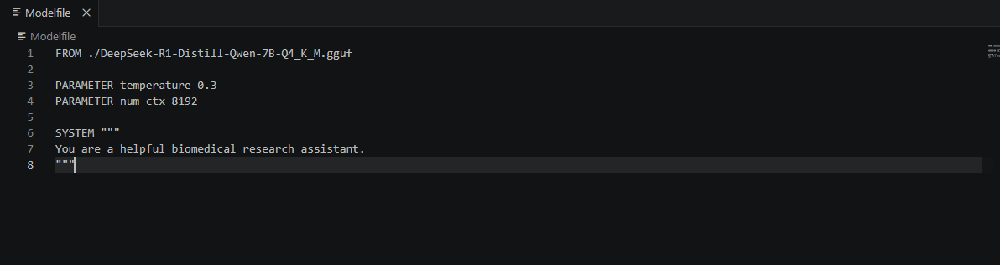 Modelfile
Modelfile
1 FROM ./DeepSeek-R1-Distill-Qwen-7B-Q4_K_M.gguf
2
3 PARAMETER temperature 0.3
4 PARAMETER num_ctx 8192
5
6 SYSTEM """
7 You are a helpful biomedical research assistant.
8 """